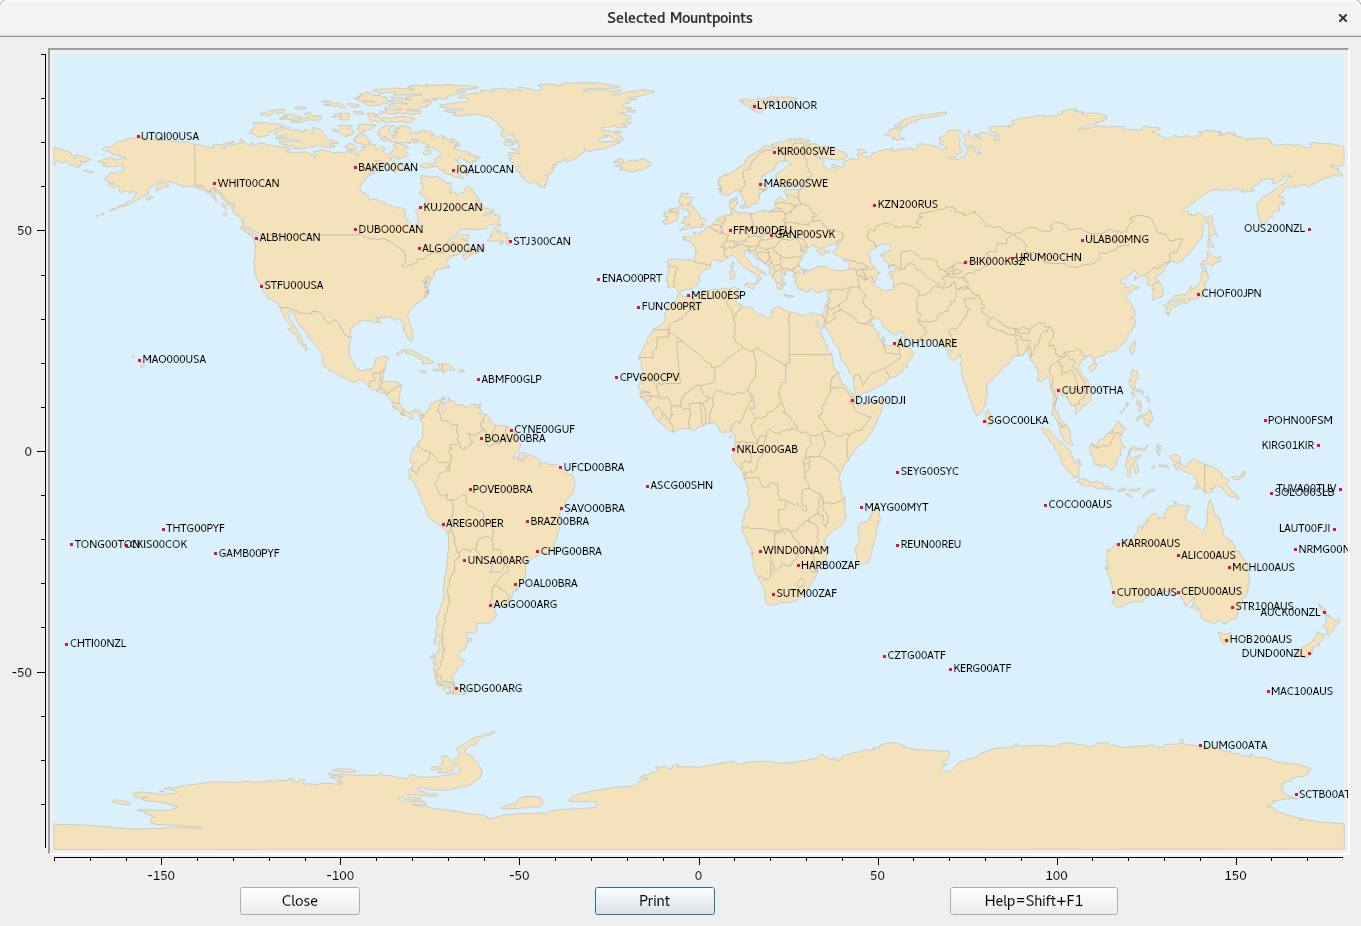 Selected Mountpoints
LYR100NOR
UTQI00USA
KIR000SWE
BAKE00CAN
IQAL00CAN
WHIT00CAN
MAR600SWE
KUJ200CAN
KZN200RUS
50
DUBO00CAN
FFMJ00DEU
GANP00SVK
OUS200NZL
ALBH00CAN
ALGO00CAN
STJ300CAN
ULAB00MNG
BIK000KGZ
URUM00CHN
ENAO00PRT
STFU00USA
MELI00ESP
CHOF00JPN
FUNC00PRT
ADH100ARE
MAO000USA
ABMF00GLP
CPVG00CPV
CUUT00THA
DJIG00DJI
SGOC00LKA
POHN00FSM
CYNE00GUF
BOAV00BRA
0
NKLG00GAB
KIRG01KIR
UFCD00BRA
SEYG00SYC
POVE00BRA
ASCG00SHN
TUVA00TUV
SOLO00SLB
SAVO00BRA
MAYG00MYT
COCO00AUS
THTG00PYF
AREG00PER
BRAZ00BRA
LAUT00FJI
TONG00TON
CKIS00COK
GAMB00PYF
CHPG00BRA
WIND00NAM
REUN00REU
KARR00AUS
NRMG00N
UNSA00ARG
HARB00ZAF
ALIC00AUS
MCHL00AUS
POAL00BRA
SUTM00ZAF
CUT000AUS
CEDU00AUS
AGGO00ARG
STR100AUS
AUCK00NZL
CHTI00NZL
HOB200AUS
CZTG00ATF
DUND00NZL
-50
KERG00ATF
RGDG00ARG
MAC100AUS
DUMG00ATA
SCTB00AT
-150 -100 -50 0 50 100 150
Close Print Help=Shift+F1